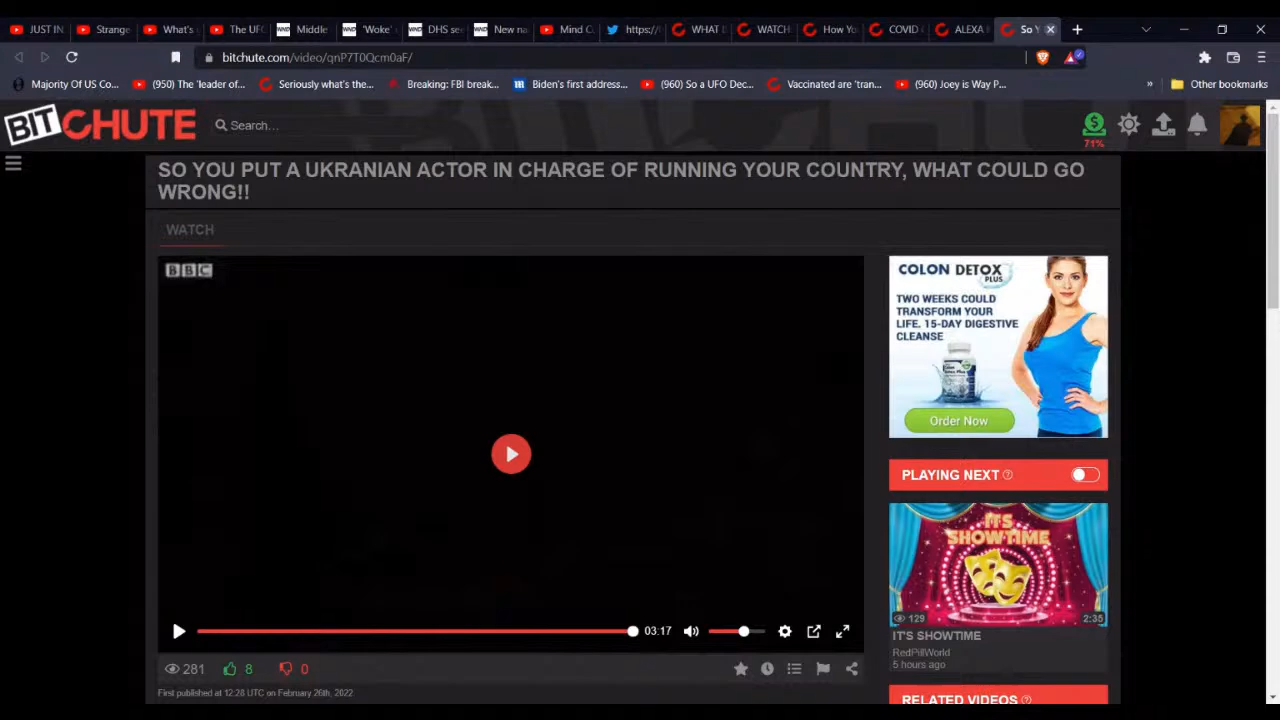 JUST IN
Strange
What's
The UFO
WND
Middle
WND
'Woke'
WND
DHS se
WND
New na
Mind C
https://
WHAT I
WATCH:
How Yo
COVID
ALEXA
So Y
bitchute.com/video/qnP7T0Qcm0aF/
Majority Of US Co...
(950) The 'leader of...
Seriously what's the...
Breaking: FBI break...
Biden's first address...
(960) So a UFO Dec...
Vaccinated are 'tran...
(960) Joey is Way P...
»
Other bookmarks
BITCHUTE
Search...
71%
SO YOU PUT A UKRANIAN ACTOR IN CHARGE OF RUNNING YOUR COUNTRY, WHAT COULD GO
WRONG!!
WATCH
BBC
COLON DETOX
PLUS
TWO WEEKS COULD
TRANSFORM YOUR
LIFE. 15-DAY DIGESTIVE
CLEANSE
Order Now
PLAYING NEXT
IT'S
SHOWTIME
129
2:35
IT'S SHOWTIME
RedPillWorld
5 hours ago
03:17
281
8
0
First published at 12:28 UTC on February 26th, 2022.
RELATED VIDEOS